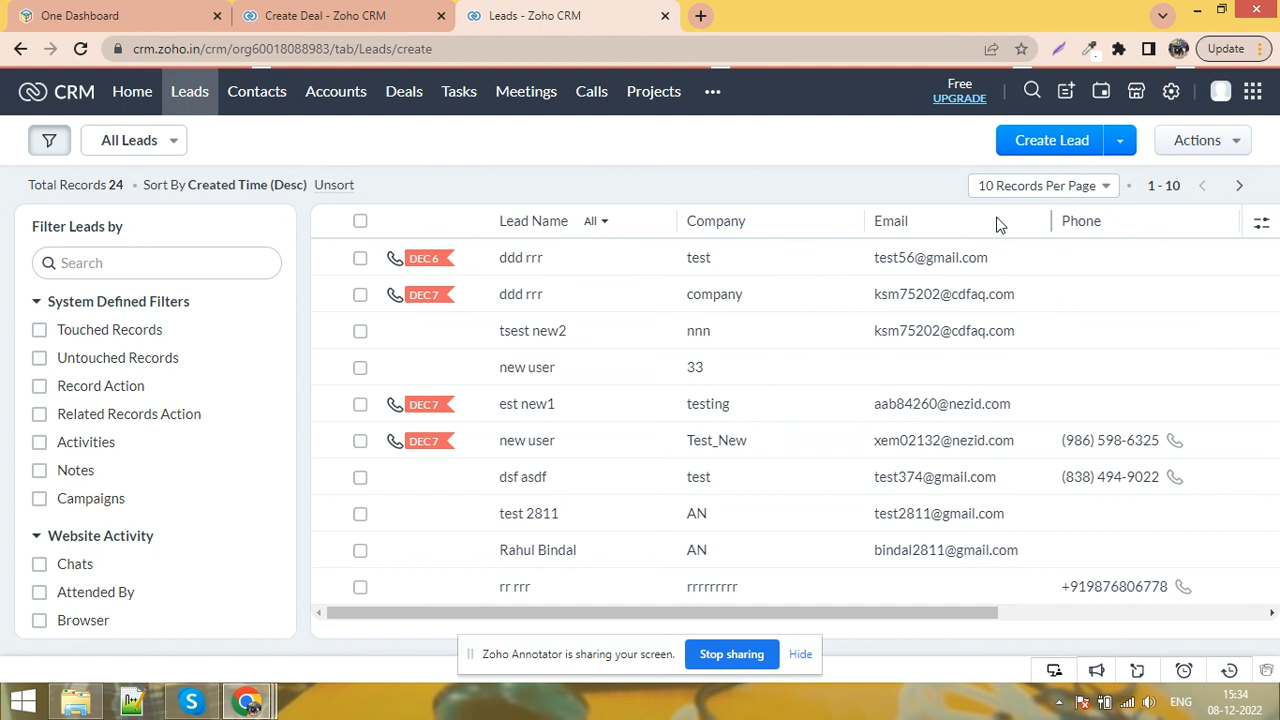 One Dashboard
Create Deal - Zoho CRM
Leads - Zoho CRM
crm.zoho.in/crm/org60018088983/tab/Leads/create
Update
CRM Home Leads Contacts Accounts Deals Tasks Meetings Calls Projects
Free
UPGRADE
All Leads
Create Lead
Actions
Total Records 24 • Sort By Created Time (Desc) Unsort
10 Records Per Page • 1 - 10
Filter Leads by
Search
System Defined Filters
Touched Records
Untouched Records
Record Action
Related Records Action
Activities
Notes
Campaigns
Website Activity
Chats
Attended By
Browser
Lead Name All Company Email Phone
DEC 6 ddd rrr test test56@gmail.com
DEC 7 ddd rrr company ksm75202@cdfaq.com
tsest new2 nnn ksm75202@cdfaq.com
new user 33
DEC 7 est new1 testing aab84260@nezid.com
DEC 7 new user Test_New xem02132@nezid.com (986) 598-6325
dsf asdf test test374@gmail.com (838) 494-9022
test 2811 AN test2811@gmail.com
Rahul Bindal AN bindal2811@gmail.com
rr rrr rrrrrrrrr +919876806778
Zoho Annotator is sharing your screen. Stop sharing Hide
ENG
15:34
08-12-2022